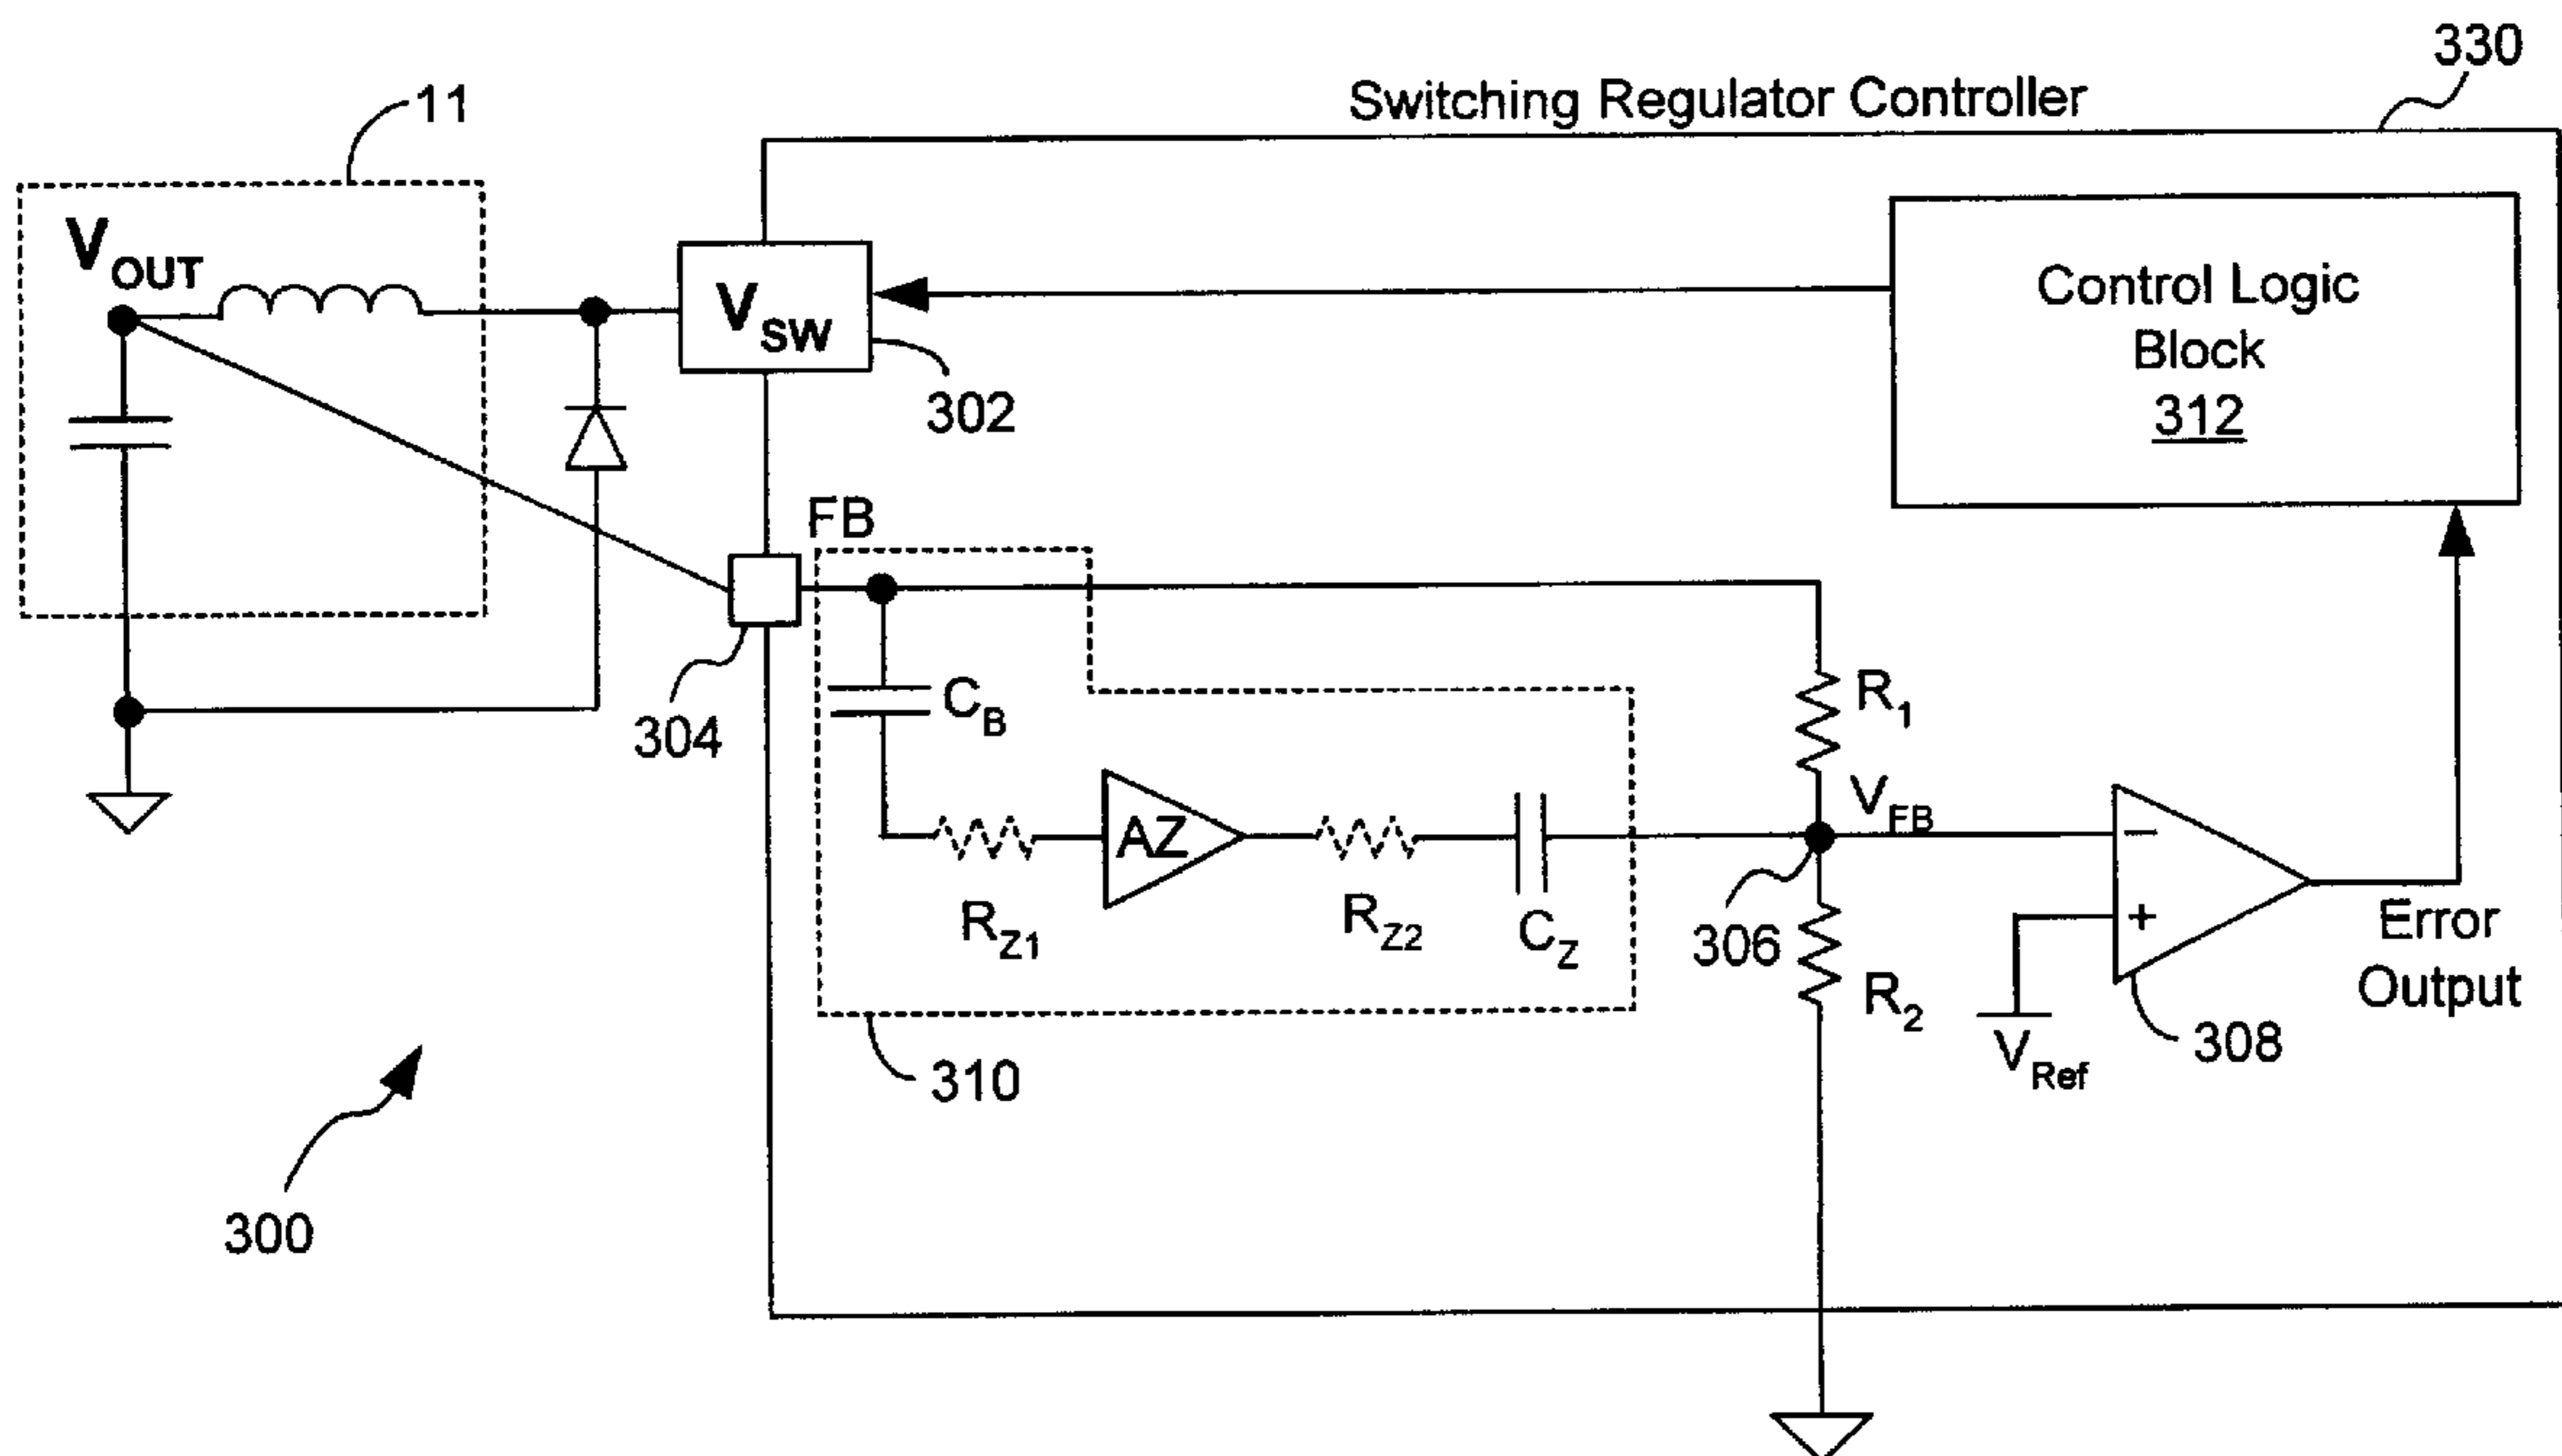 330
Switching Regulator Controller
11
VOUT
VSW
302
Control Logic
Block
312
FB
304
CB
R1
VFB
AZ
RZ1
RZ2
CZ
306
R2
−
+
VRef
308
Error
Output
310
300